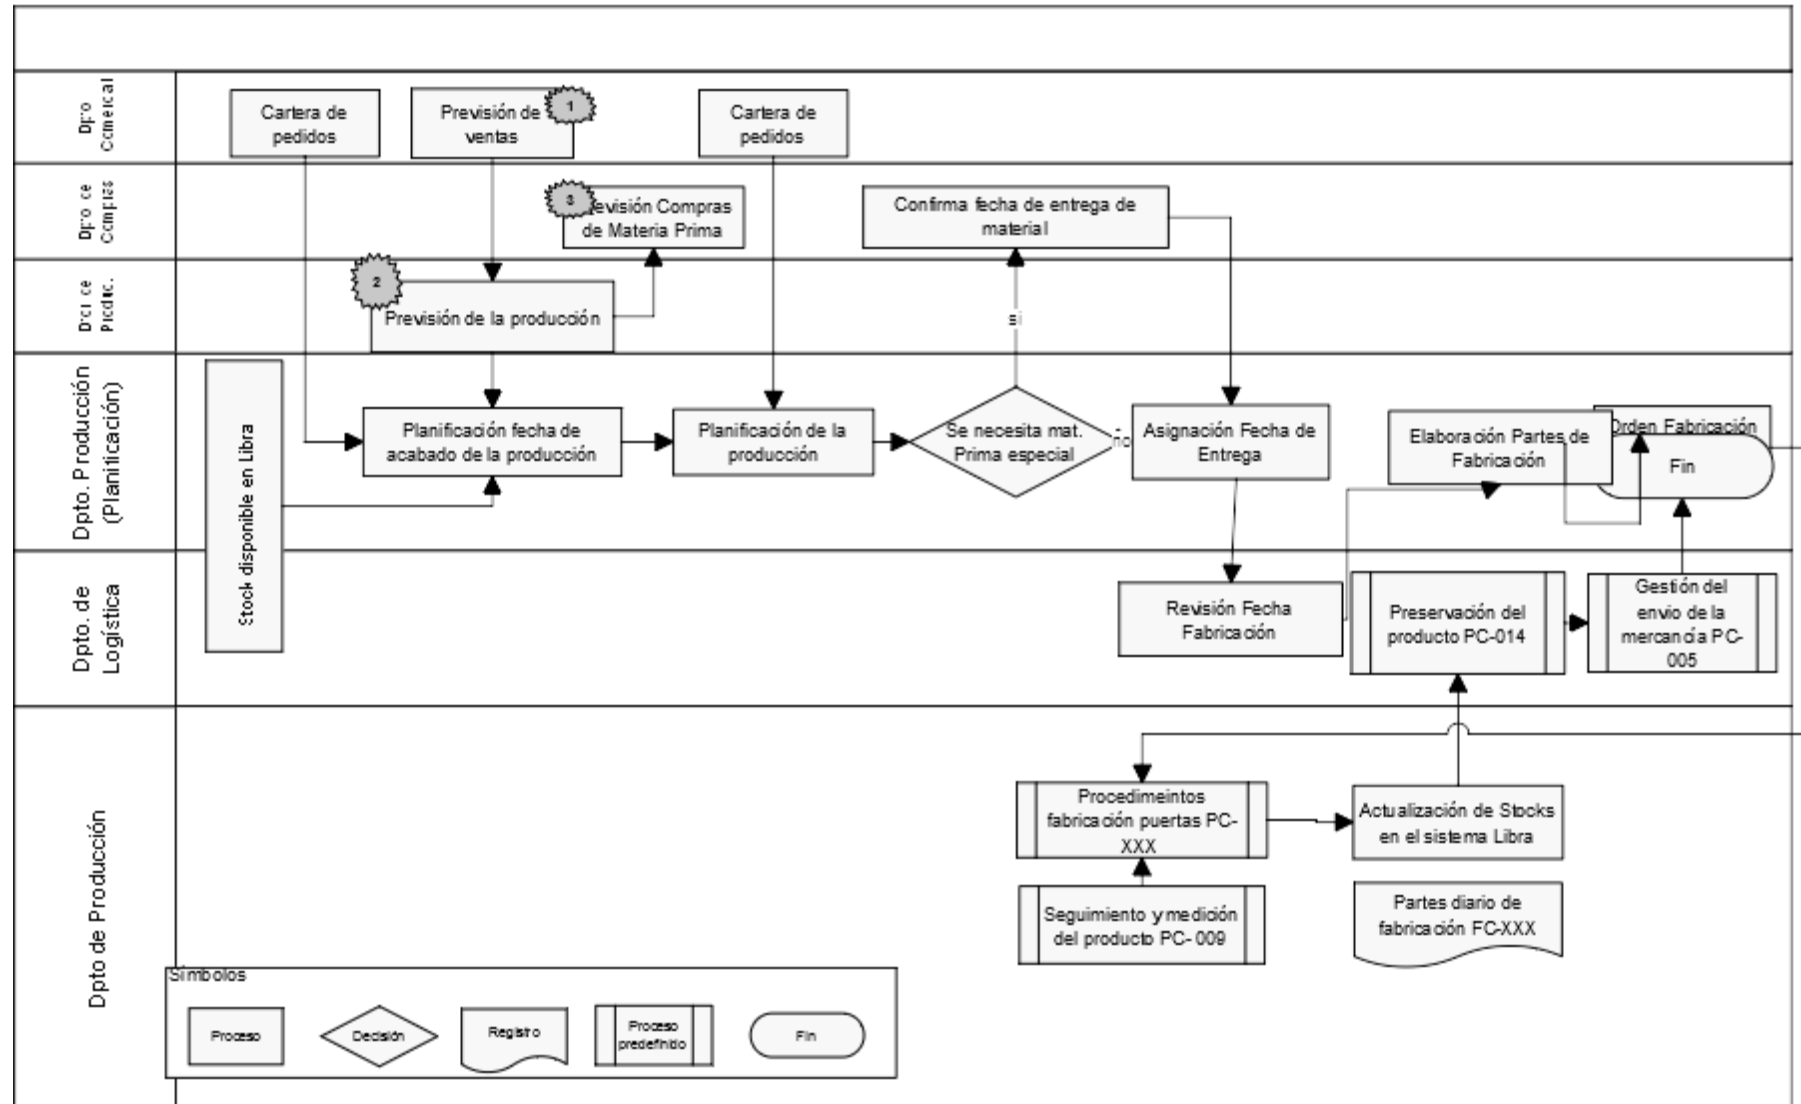 Dpto
Comercial
Cartera de
pedidos
Previsión de
ventas
1
Cartera de
pedidos
Dpto de
Compras
3
evisión Compras
de Materia Prima
Confirma fecha de entrega de
material
Produc.
2
Previsión de la producción
si
Dpto. Producción
(Planificación)
Stock disponible en Libra
Planificación fecha de
acabado de la producción
Planificación de la
producción
Se necesita mat.
Prima especial
no
Asignación Fecha de
Entrega
Elaboración Partes de
Fabricación
Orden Fabricación
Fin
Dpto. de
Logística
Revisión Fecha
Fabricación
Preservación del
producto PC-014
Gestión del
envio de la
mercancía PC-
005
Dpto de Producción
Procedimeintos
fabricación puertas PC-
XXX
Actualización de Stocks
en el sistema Libra
Seguimiento y medición
del producto PC- 009
Partes diario de
fabricación FC-XXX
Símbolos
Proceso
Decisión
Registro
Proceso
predefinido
Fin